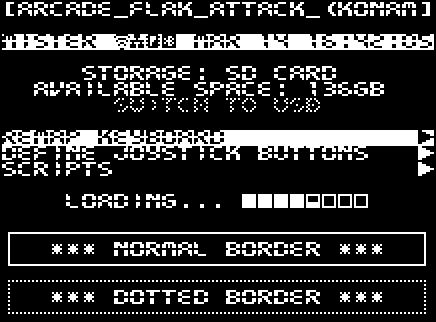 [ARCADE_FLAK_ATTACK_(KONAM]
STORAGE: SD CARD
AVAILABLE SPACE: 136GB
SWITCH TO USB
REMAP KEYBOARD
DEFINE JOYSTICK BUTTONS
SCRIPTS
LOADING...
*** NORMAL BORDER ***
*** DOTTED BORDER ***